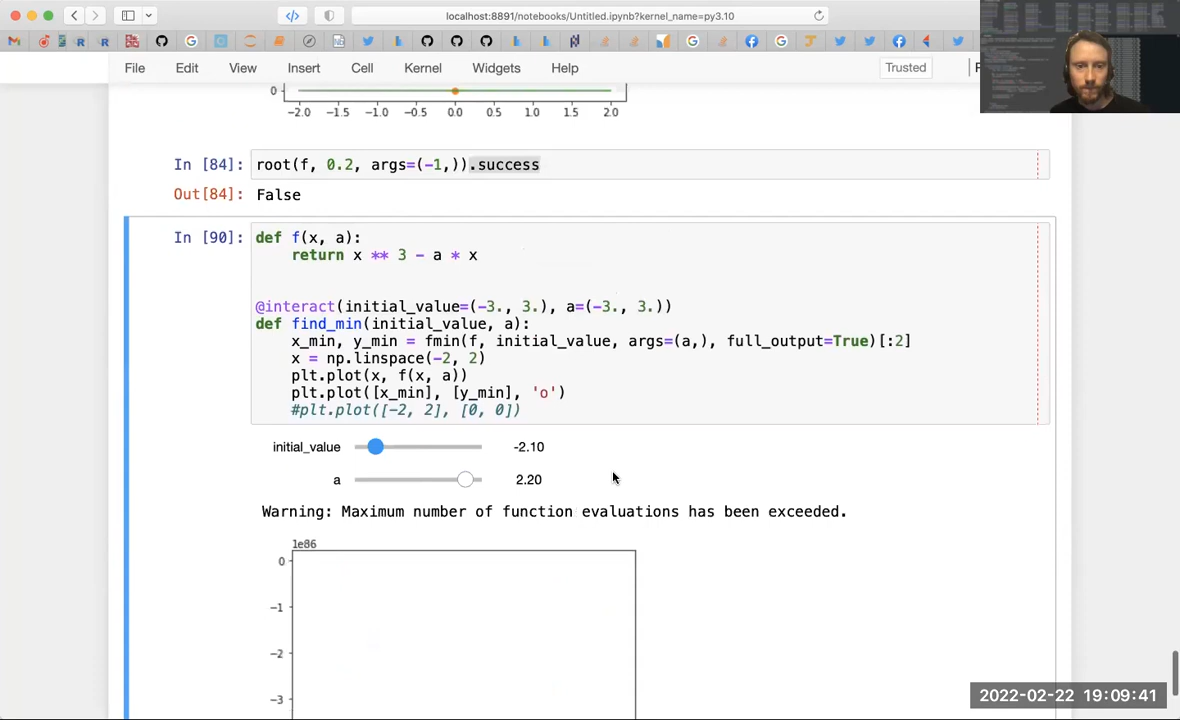 localhost:8891/notebooks/Untitled.ipynb?kernel_name=py3.10
File Edit View Insert Cell Kernel Widgets Help Trusted
0
−2.0 −1.5 −1.0 −0.5 0.0 0.5 1.0 1.5 2.0
In [84]: root(f, 0.2, args=(-1,)).success
Out[84]: False
In [90]: def f(x, a):
return x ** 3 - a * x
@interact(initial_value=(-3., 3.), a=(-3., 3.))
def find_min(initial_value, a):
x_min, y_min = fmin(f, initial_value, args=(a,), full_output=True)[:2]
x = np.linspace(-2, 2)
plt.plot(x, f(x, a))
plt.plot([x_min], [y_min], 'o')
#plt.plot([-2, 2], [0, 0])
initial_value -2.10
a 2.20
Warning: Maximum number of function evaluations has been exceeded.
1e86
0
−1
−2
−3
2022-02-22 19:09:41